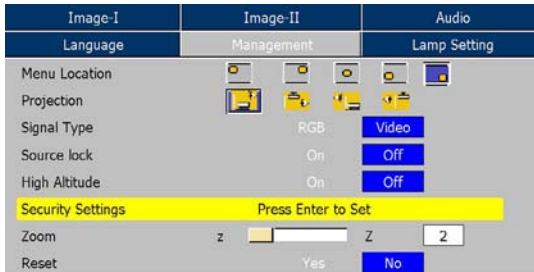 Image-I Image-II Audio
Language Management Lamp Setting
Menu Location
Projection
Signal Type RGB Video
Source lock On Off
High Altitude On Off
Security Settings Press Enter to Set
Zoom z Z 2
Reset Yes No